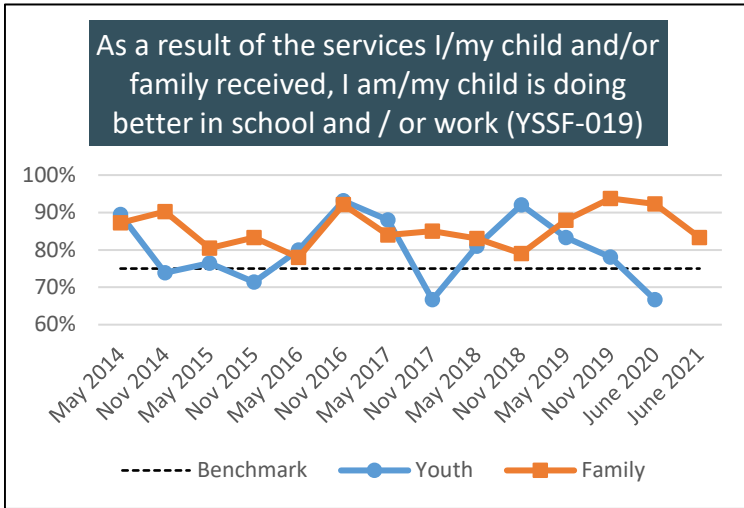 As a result of the services I/my child and/or
family received, I am/my child is doing
better in school and / or work (YSSF-019)
100%
90%
80%
70%
60%
May 2014
Nov 2014
May 2015
Nov 2015
May 2016
Nov 2016
May 2017
Nov 2017
May 2018
Nov 2018
May 2019
Nov 2019
June 2020
June 2021
Benchmark Youth Family